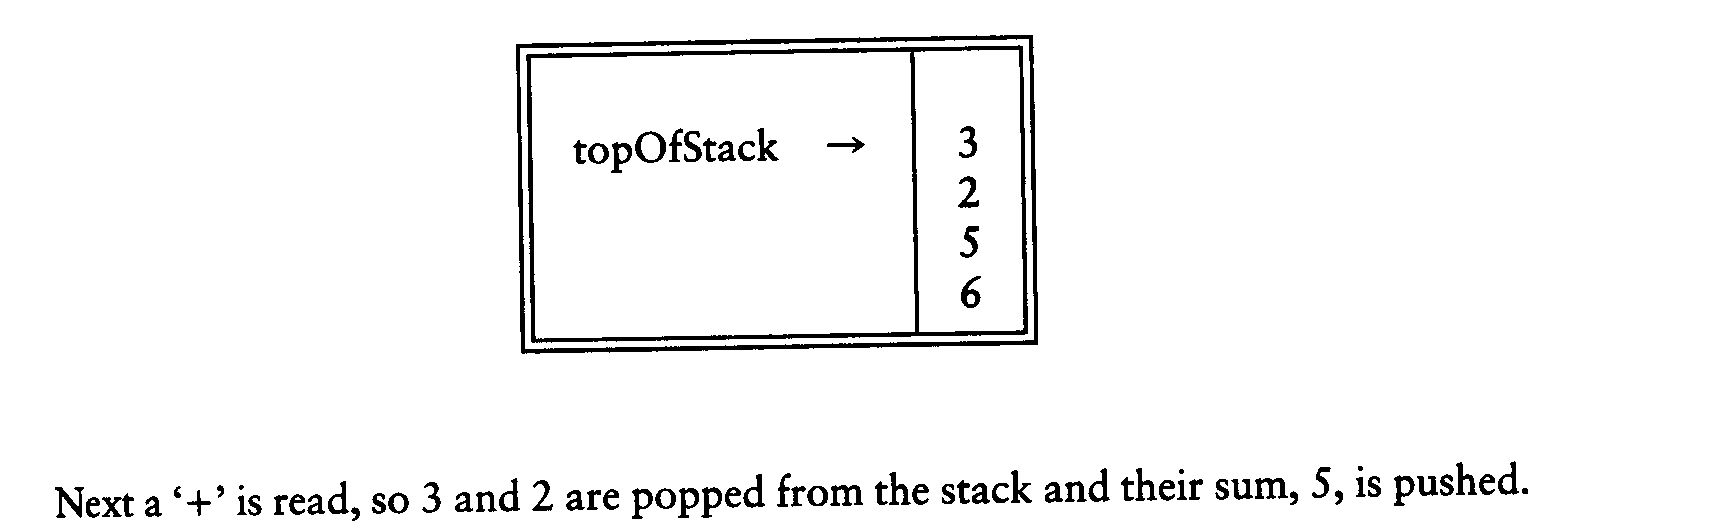 topOfStack → 3
2
5
6
Next a ‘+’ is read, so 3 and 2 are popped from the stack and their sum, 5, is pushed.